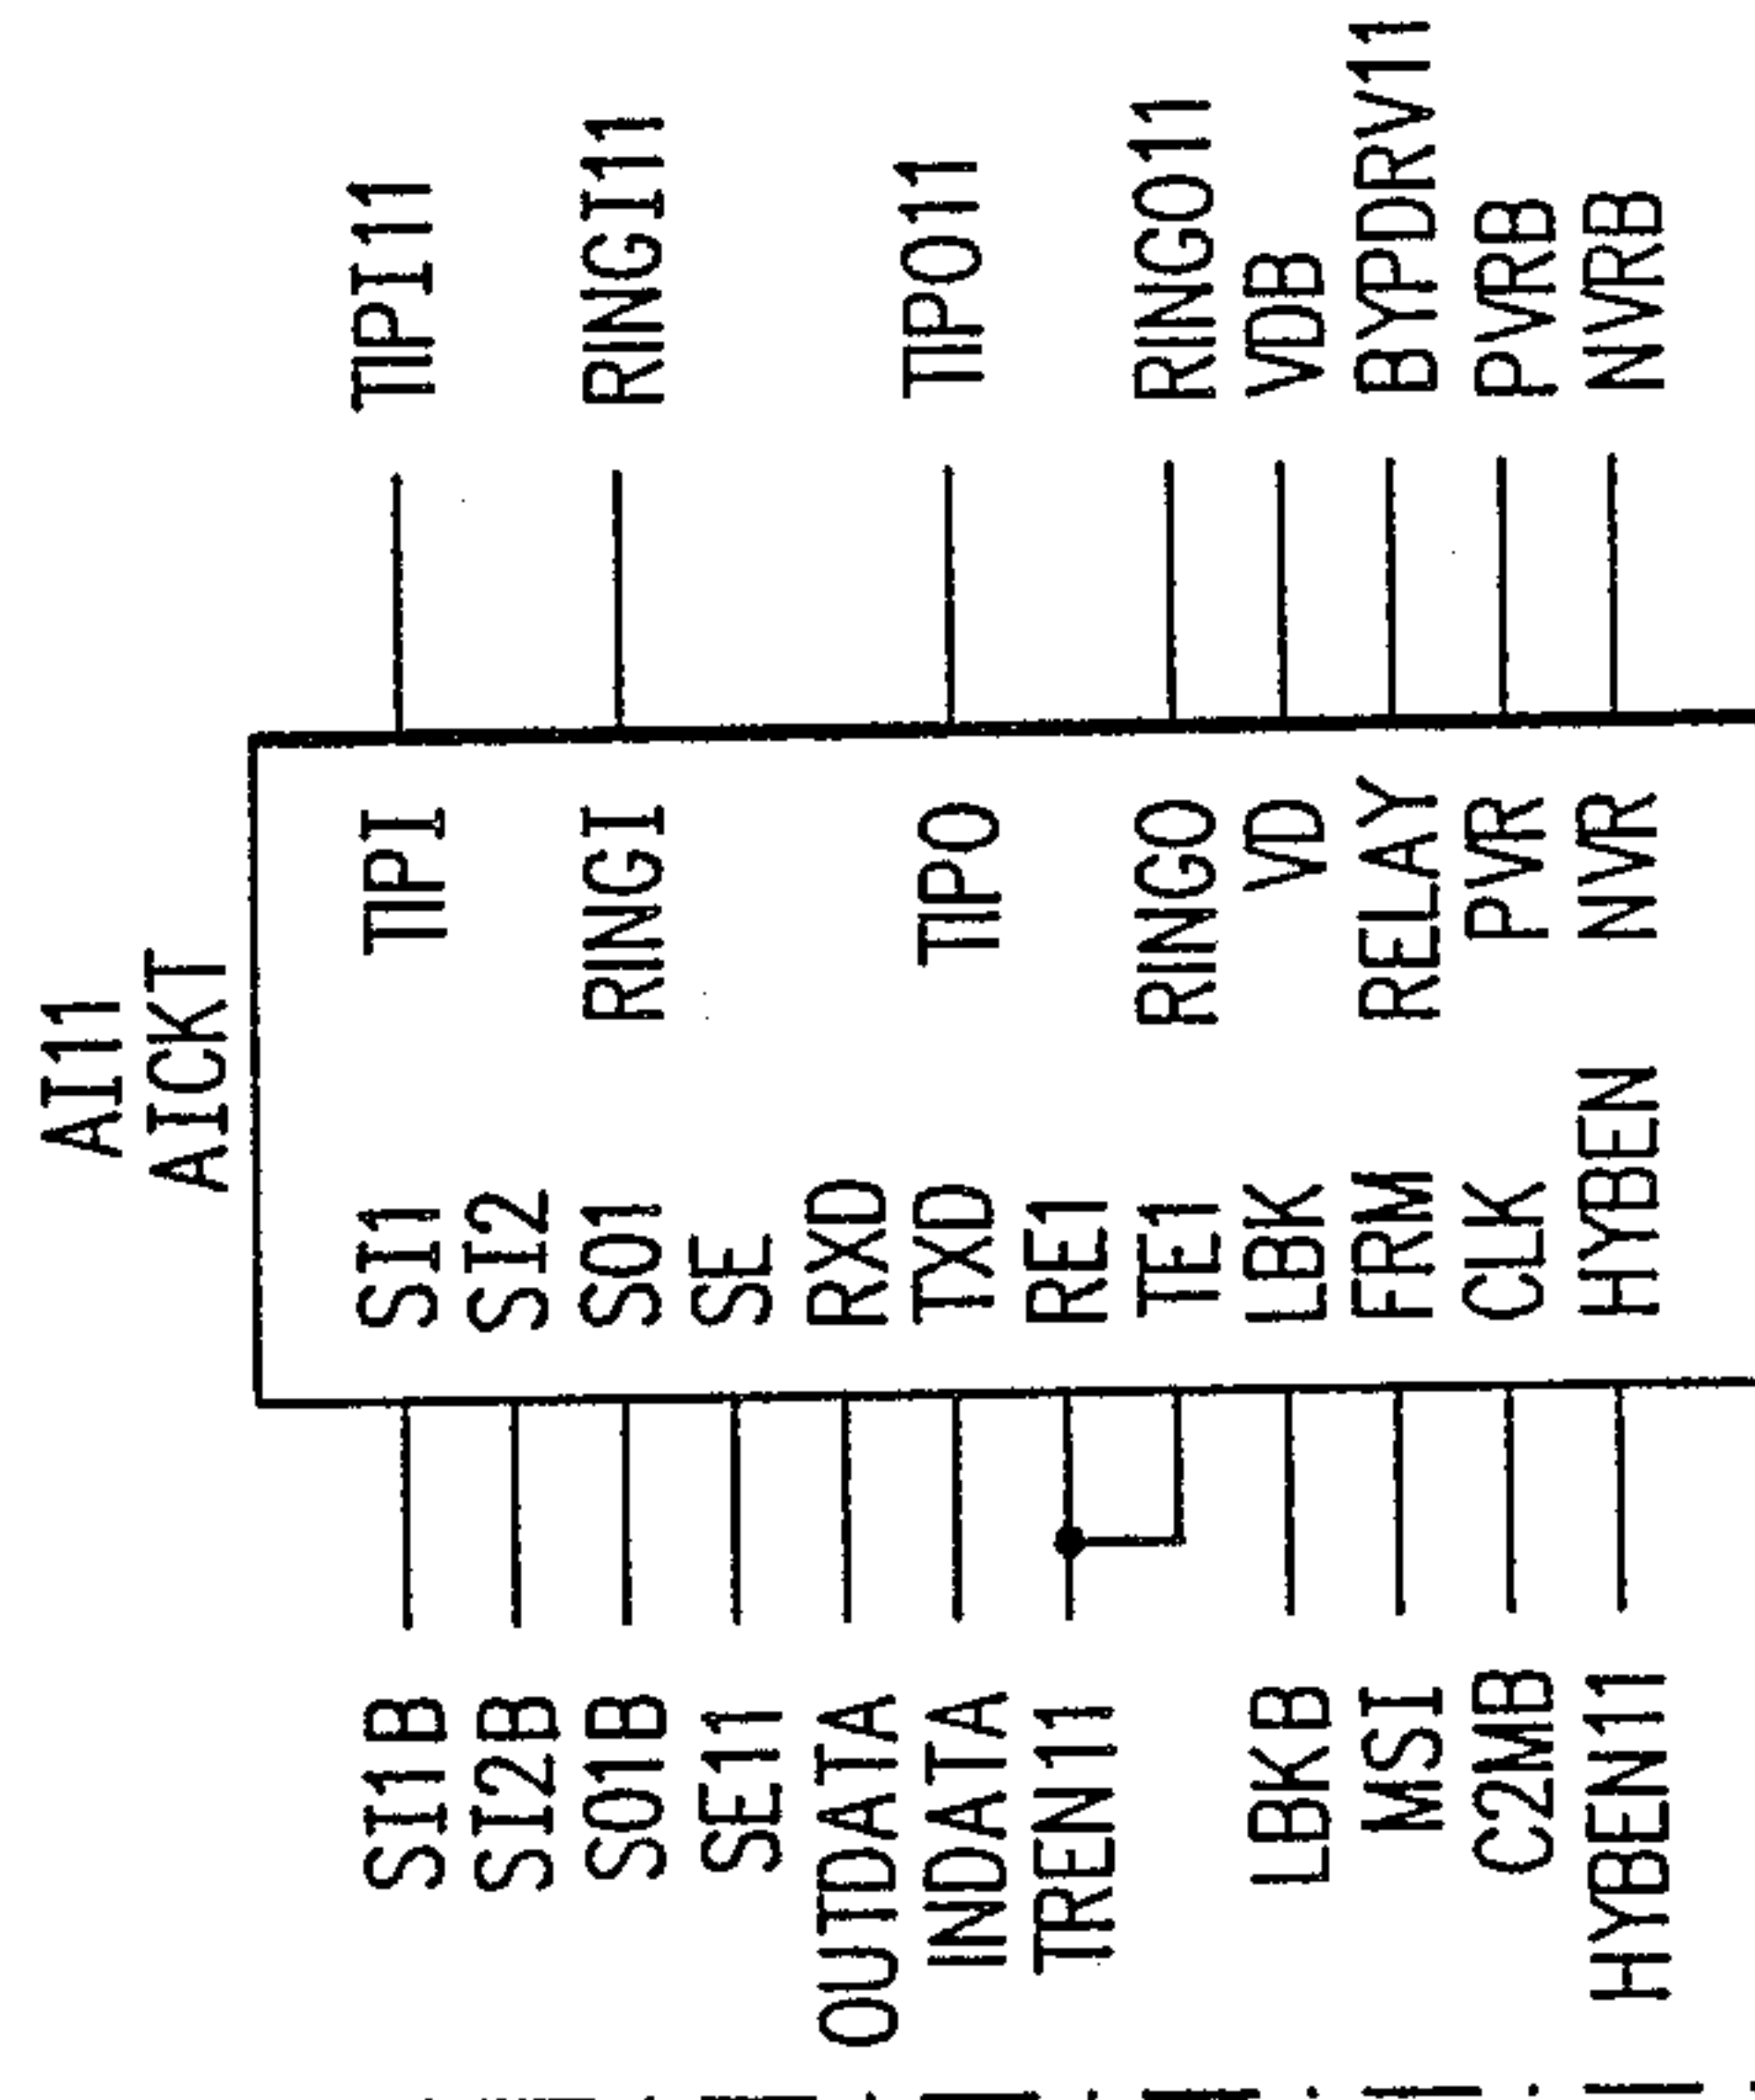 AI11
AICKT
SI1B SI1 TIPI TIPI11
SI2B SI2
SO1B SO1 RINGI RINGI11
SE11 SE
OUTDATA RXD
INDATA TXD TIPO TIPO11
TREN11 RE1
TE1 RINGO RINGO11
LBKB LBK VD VDB
MSI FRM RELAY BYPDRV11
C2MB CLK PVR PVRB
HYBEN11 HYBEN NVR NVRB